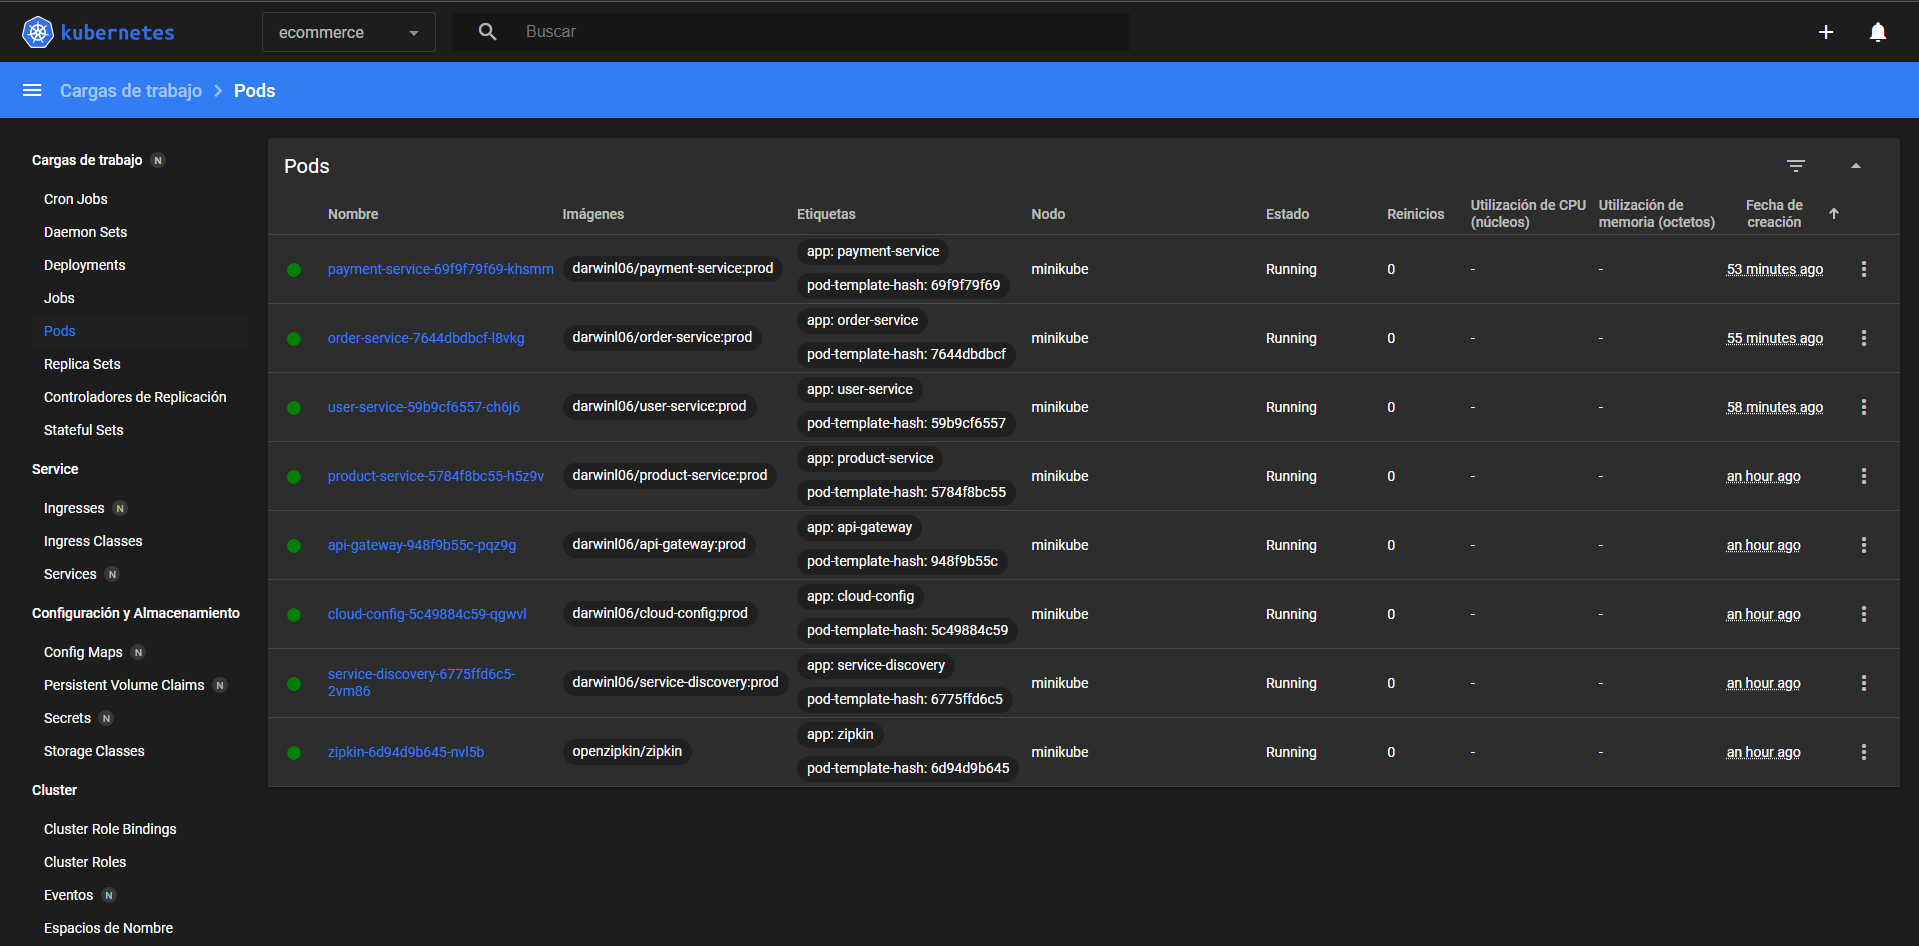 kubernetes
ecommerce
Buscar
Cargas de trabajo
Pods
Cargas de trabajo N
Cron Jobs
Daemon Sets
Deployments
Jobs
Pods
Replica Sets
Controladores de Replicación
Stateful Sets
Service
Ingresses N
Ingress Classes
Services N
Configuración y Almacenamiento
Config Maps N
Persistent Volume Claims N
Secrets N
Storage Classes
Cluster
Cluster Role Bindings
Cluster Roles
Eventos N
Espacios de Nombre
Pods
Nombre
Imágenes
Etiquetas
Nodo
Estado
Reinicios
Utilización de CPU
(núcleos)
Utilización de
memoria (octetos)
Fecha de
creación
payment-service-69f9f79f69-khsmm
darwinl06/payment-service:prod
app: payment-service
pod-template-hash: 69f9f79f69
minikube
Running
0
-
-
53 minutes ago
order-service-7644dbdbcf-l8vkg
darwinl06/order-service:prod
app: order-service
pod-template-hash: 7644dbdbcf
minikube
Running
0
-
-
55 minutes ago
user-service-59b9cf6557-ch6j6
darwinl06/user-service:prod
app: user-service
pod-template-hash: 59b9cf6557
minikube
Running
0
-
-
58 minutes ago
product-service-5784f8bc55-h5z9v
darwinl06/product-service:prod
app: product-service
pod-template-hash: 5784f8bc55
minikube
Running
0
-
-
an hour ago
api-gateway-948f9b55c-pqz9g
darwinl06/api-gateway:prod
app: api-gateway
pod-template-hash: 948f9b55c
minikube
Running
0
-
-
an hour ago
cloud-config-5c49884c59-qgwvl
darwinl06/cloud-config:prod
app: cloud-config
pod-template-hash: 5c49884c59
minikube
Running
0
-
-
an hour ago
service-discovery-6775ffd6c5-
2vm86
darwinl06/service-discovery:prod
app: service-discovery
pod-template-hash: 6775ffd6c5
minikube
Running
0
-
-
an hour ago
zipkin-6d94d9b645-nvl5b
openzipkin/zipkin
app: zipkin
pod-template-hash: 6d94d9b645
minikube
Running
0
-
-
an hour ago